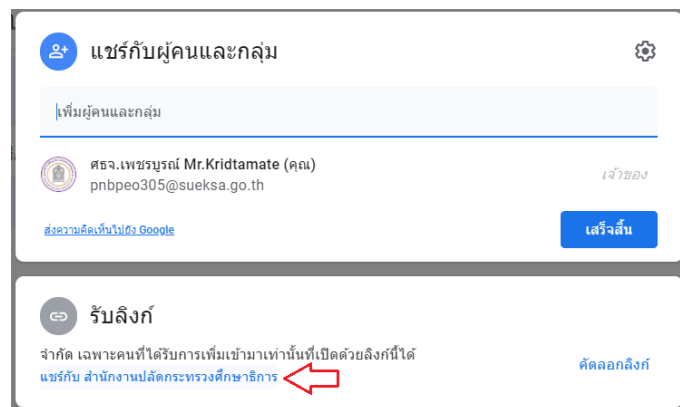 แชร์กับผู้คนและกลุ่ม
เพิ่มผู้คนและกลุ่ม
ศธจ.เพชรบูรณ์ Mr.Kridtamate (คุณ)
pnbpeo305@sueksa.go.th
เจ้าของ
ส่งความคิดเห็นไปยัง Google
เสร็จสิ้น
รับลิงก์
จำกัด เฉพาะคนที่ได้รับการเพิ่มเข้ามาเท่านั้นที่เปิดด้วยลิงก์นี้ได้
แชร์กับ สำนักงานปลัดกระทรวงศึกษาธิการ
คัดลอกลิงก์